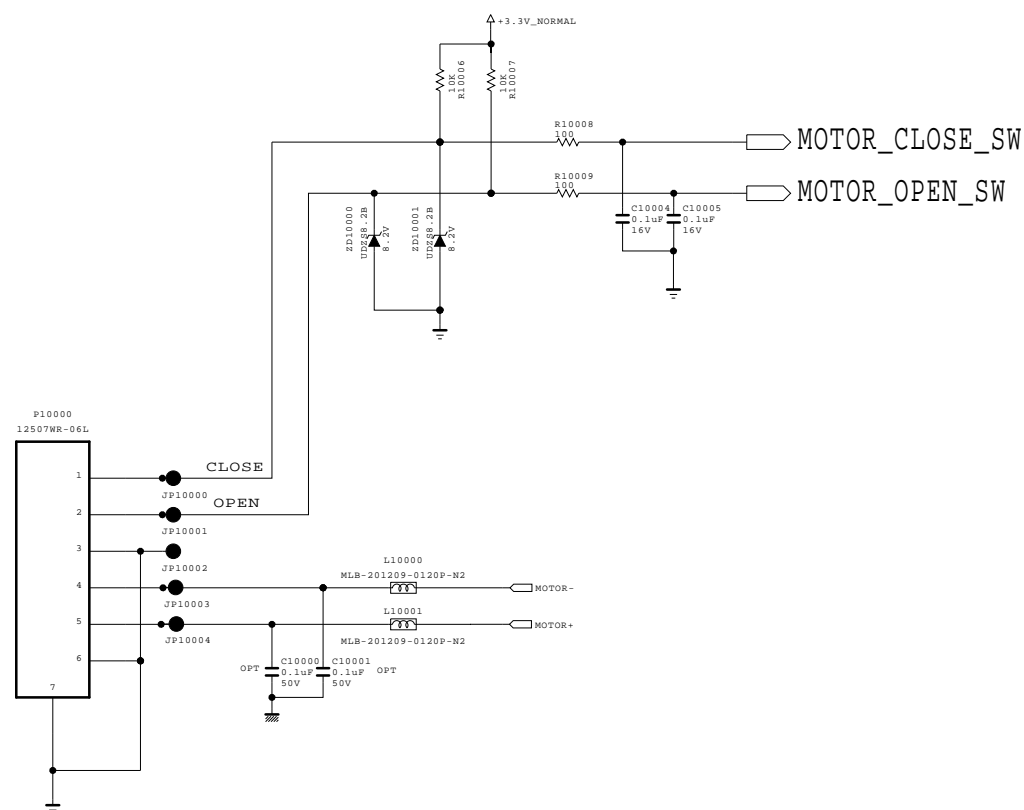 +3.3V_NORMAL
10K
R10006
10K
R10007
R10008
100
MOTOR_CLOSE_SW
R10009
100
MOTOR_OPEN_SW
ZD10000
UDZS8.2B
8.2V
ZD10001
UDZS8.2B
8.2V
C10004
0.1uF
16V
C10005
0.1uF
16V
P10000
12507WR-06L
1
CLOSE
JP10000
2
OPEN
JP10001
3
JP10002
4
JP10003
L10000
MLB-201209-0120P-N2
MOTOR-
5
JP10004
L10001
MLB-201209-0120P-N2
MOTOR+
6
OPT
C10000
0.1uF
50V
C10001
0.1uF
50V
OPT
7